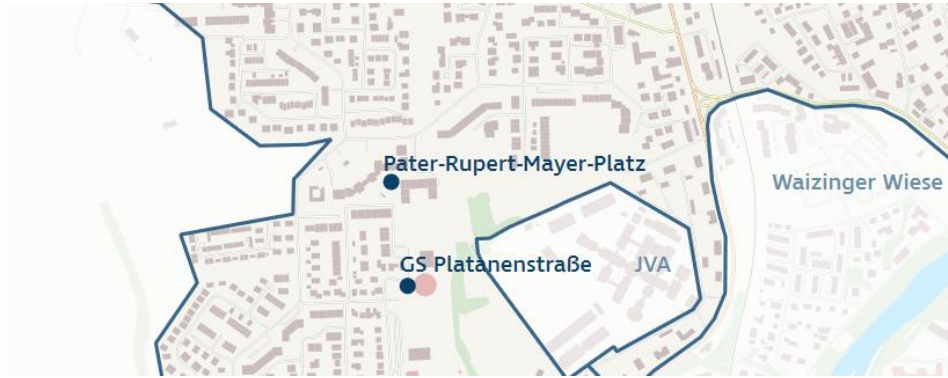 Pater-Rupert-Mayer-Platz
Waizinger Wiese
GS Platanenstraße
JVA